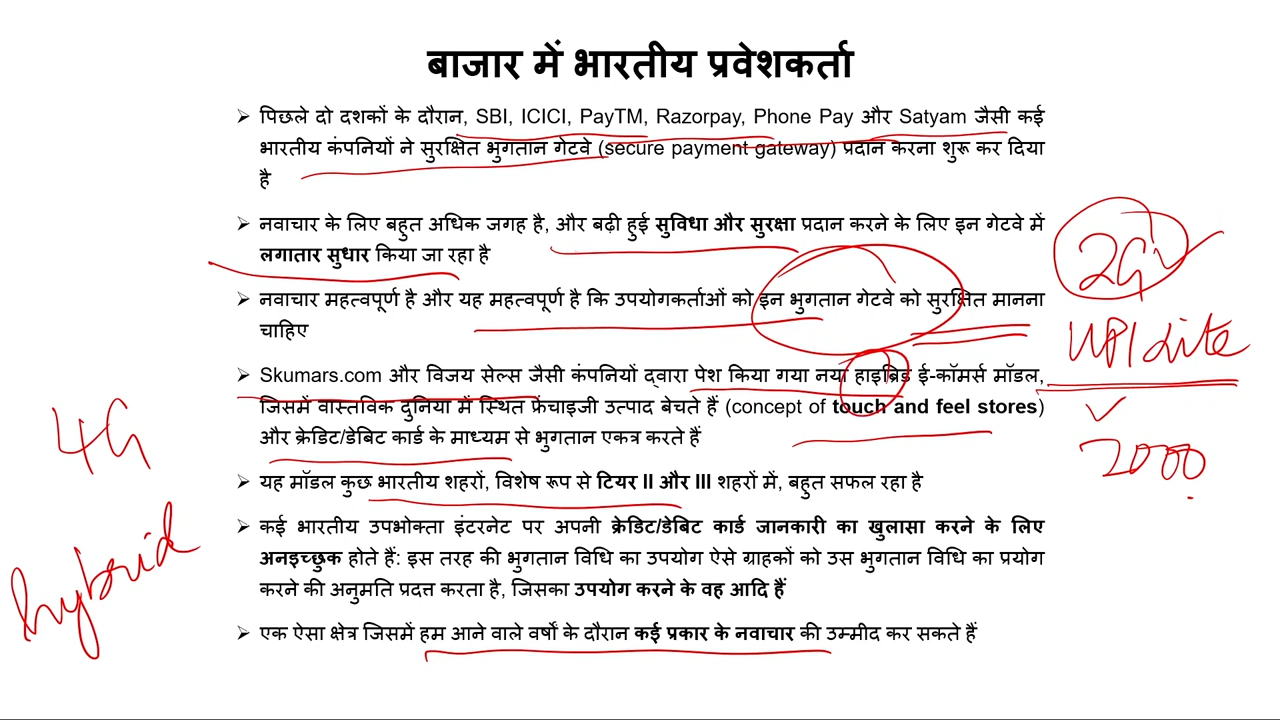 बाजार में भारतीय प्रवेशकर्ता
➢ पिछले दो दशकों के दौरान, SBI, ICICI, PayTM, Razorpay, Phone Pay और Satyam जैसी कई
भारतीय कंपनियों ने सुरक्षित भुगतान गेटवे (secure payment gateway) प्रदान करना शुरू कर दिया
है
➢ नवाचार के लिए बहुत अधिक जगह है, और बढ़ी हुई सुविधा और सुरक्षा प्रदान करने के लिए इन गेटवे में
लगातार सुधार किया जा रहा है
2G
➢ नवाचार महत्वपूर्ण है और यह महत्वपूर्ण है कि उपयोगकर्ताओं को इन भुगतान गेटवे को सुरक्षित मानना
चाहिए
UPI Lite
➢ Skumars.com और विजय सेल्स जैसी कंपनियों द्वारा पेश किया गया नया हाइब्रिड ई-कॉमर्स मॉडल,
जिसमें वास्तविक दुनिया में स्थित फ्रेंचाइजी उत्पाद बेचते हैं (concept of touch and feel stores)
और क्रेडिट/डेबिट कार्ड के माध्यम से भुगतान एकत्र करते हैं
4G
2000
➢ यह मॉडल कुछ भारतीय शहरों, विशेष रूप से टियर II और III शहरों में, बहुत सफल रहा है
➢ कई भारतीय उपभोक्ता इंटरनेट पर अपनी क्रेडिट/डेबिट कार्ड जानकारी का खुलासा करने के लिए
अनइच्छुक होते हैं: इस तरह की भुगतान विधि का उपयोग ऐसे ग्राहकों को उस भुगतान विधि का प्रयोग
करने की अनुमति प्रदत्त करता है, जिसका उपयोग करने के वह आदि हैं
hybrid
➢ एक ऐसा क्षेत्र जिसमें हम आने वाले वर्षों के दौरान कई प्रकार के नवाचार की उम्मीद कर सकते हैं